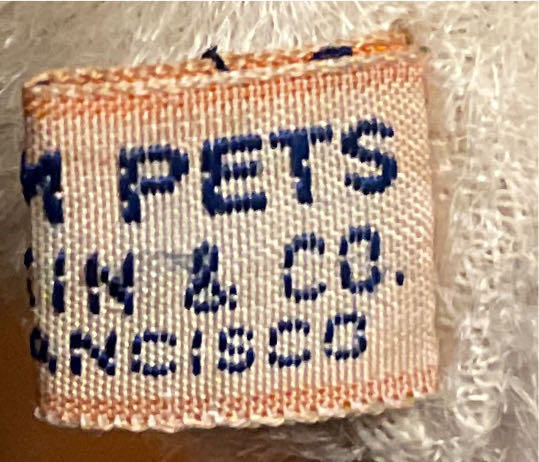 M PETS
IN & CO.
ANCISCO